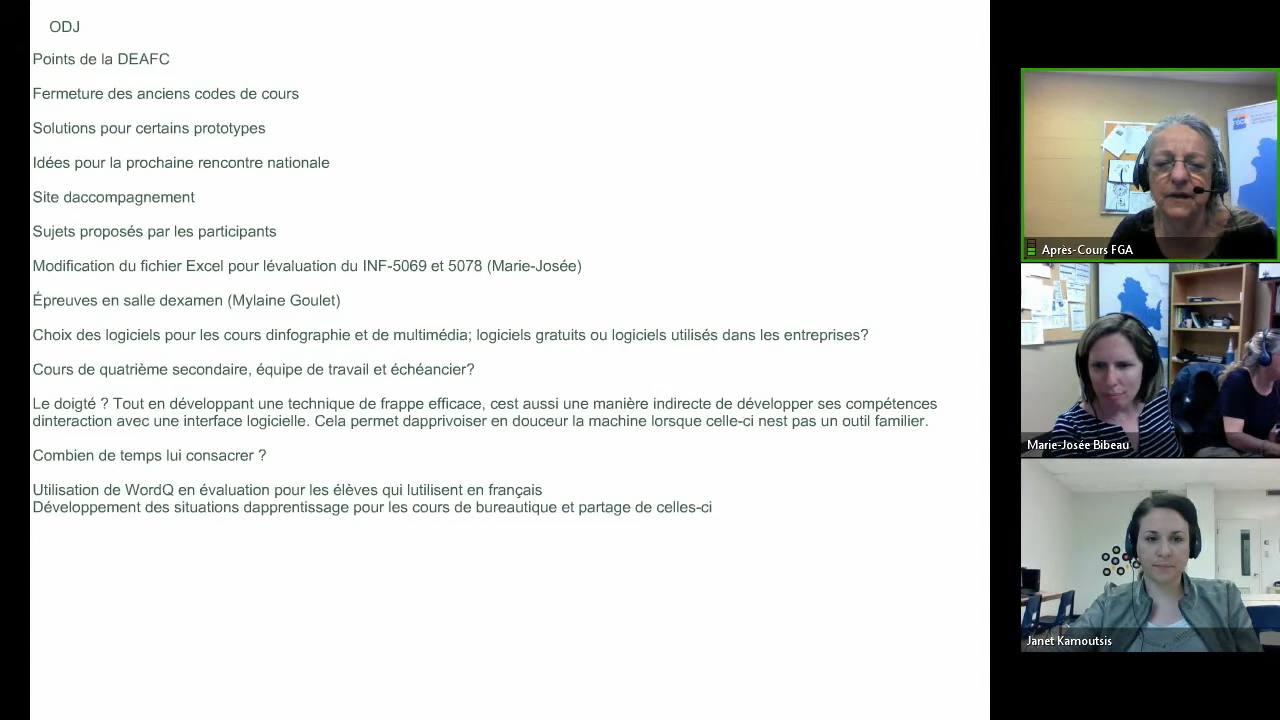 ODJ
Points de la DEAFC
Fermeture des anciens codes de cours
Solutions pour certains prototypes
Idées pour la prochaine rencontre nationale
Site daccompagnement
Sujets proposés par les participants
Modification du fichier Excel pour lévaluation du INF-5069 et 5078 (Marie-Josée)
Épreuves en salle dexamen (Mylaine Goulet)
Choix des logiciels pour les cours dinfographie et de multimédia; logiciels gratuits ou logiciels utilisés dans les entreprises?
Cours de quatrième secondaire, équipe de travail et échéancier?
Le doigté ? Tout en développant une technique de frappe efficace, cest aussi une manière indirecte de développer ses compétences
dinteraction avec une interface logicielle. Cela permet dapprivoiser en douceur la machine lorsque celle-ci nest pas un outil familier.
Combien de temps lui consacrer ?
Utilisation de WordQ en évaluation pour les élèves qui lutilisent en français
Développement des situations dapprentissage pour les cours de bureautique et partage de celles-ci
Après-Cours FGA
Marie-Josée Bibeau
Janet Kamoutsis